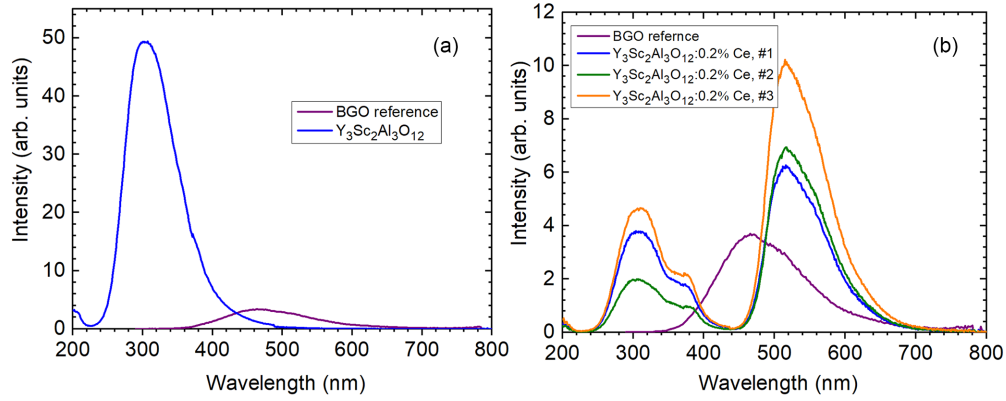 (a)
BGO reference
Y₃Sc₂Al₃O₁₂
Intensity (arb. units)
50
40
30
20
10
0
200 300 400 500 600 700 800
Wavelength (nm)
(b)
BGO refernce
Y₃Sc₂Al₃O₁₂:0.2% Ce, #1
Y₃Sc₂Al₃O₁₂:0.2% Ce, #2
Y₃Sc₂Al₃O₁₂:0.2% Ce, #3
Intensity (arb. units)
12
10
8
6
4
2
0
200 300 400 500 600 700 800
Wavelength (nm)